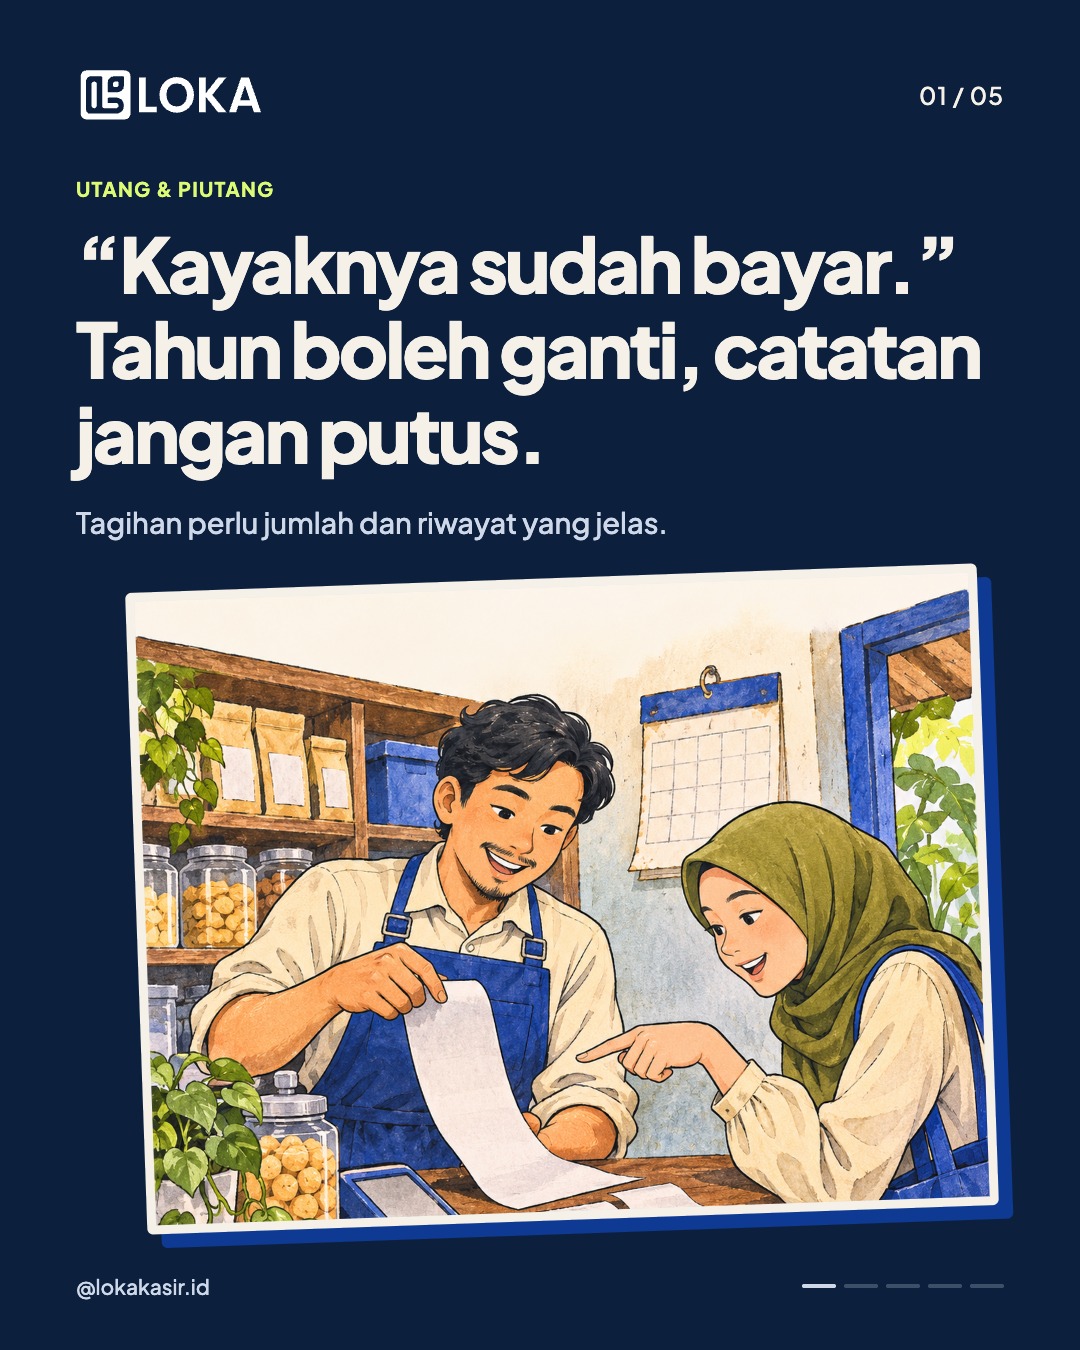 LOKA
01 / 05
UTANG & PIUTANG
“Kayaknya sudah bayar.”
Tahun boleh ganti, catatan
jangan putus.
Tagihan perlu jumlah dan riwayat yang jelas.
@lokakasir.id